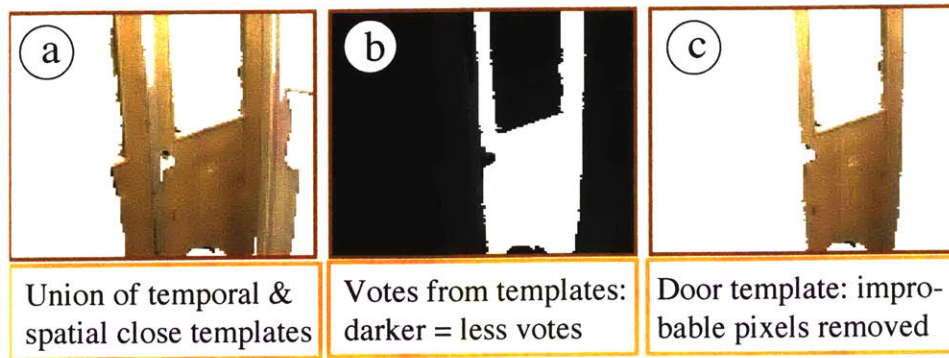 a
b
c
Union of temporal &
spatial close templates
Votes from templates:
darker = less votes
Door template: impro-
bable pixels removed